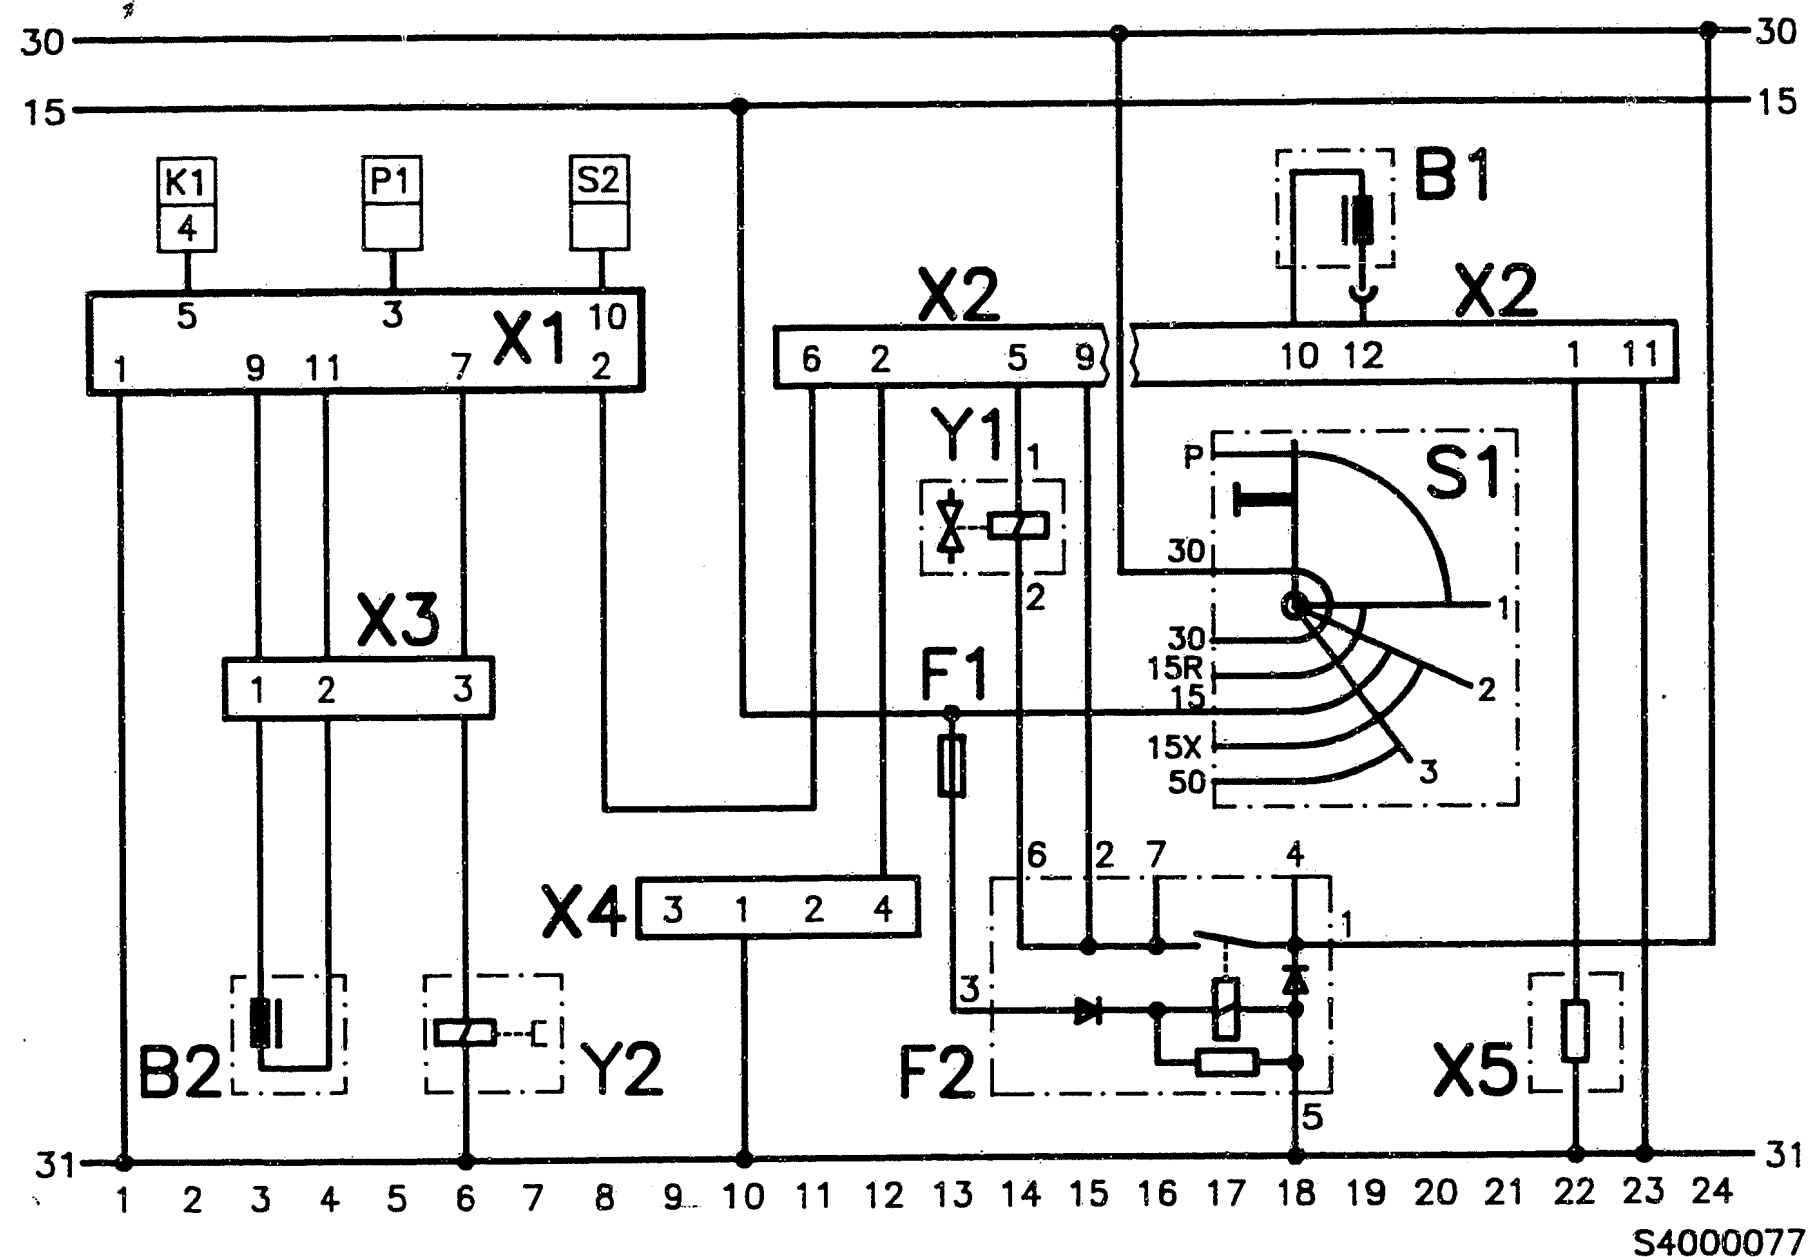 30 30
15 15
K1 P1 S2 B1
4
X2 X2
5 3 X1 10
1 9 11 7 2
6 2 5 9 10 12 1 11
Y1 1
P S1
30
2
X3 1
30
1 2 3
F1 15R
15
2
15X
3
50
6 2 7 4
X4 3 1 2 4
1
3
B2 Y2 F2 X5
5
31 31
1 2 3 4 5 6 7 8 9 10 11 12 13 14 15 16 17 18 19 20 21 22 23 24
S4000077